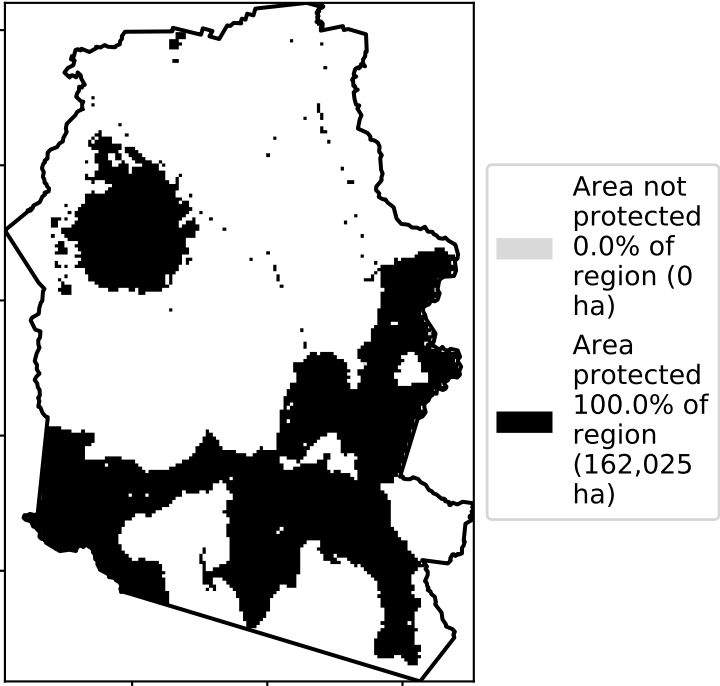 Area not
protected
0.0% of
region (0
ha)
Area
protected
100.0% of
region
(162,025
ha)